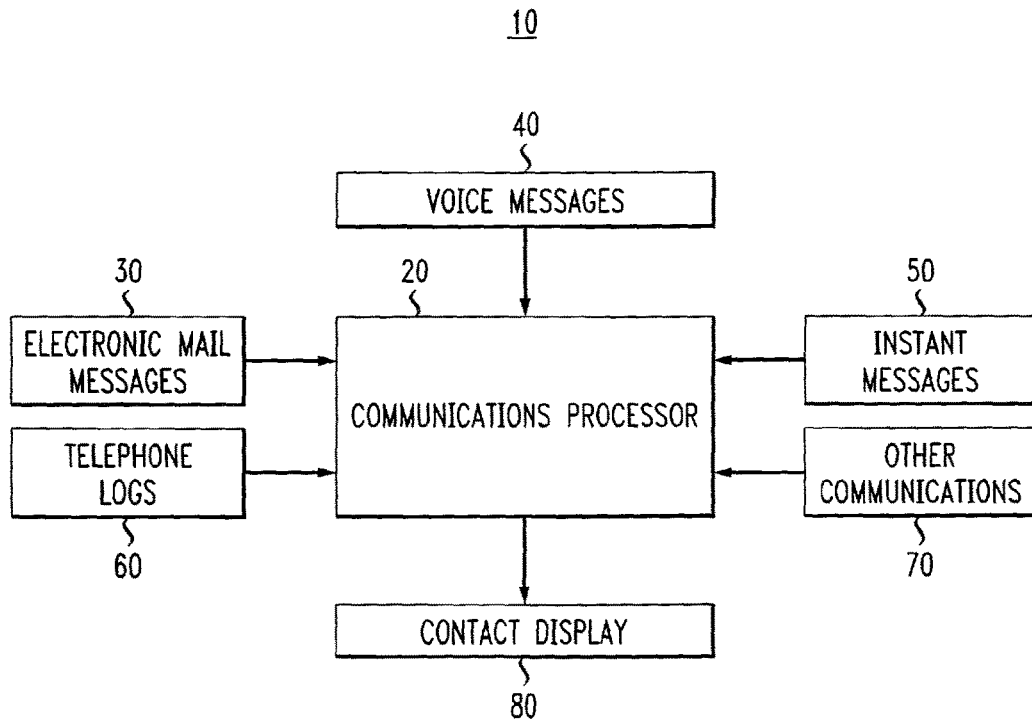 10
40
VOICE MESSAGES
30
20
50
ELECTRONIC MAIL
MESSAGES
COMMUNICATIONS PROCESSOR
INSTANT
MESSAGES
TELEPHONE
LOGS
OTHER
COMMUNICATIONS
60
70
CONTACT DISPLAY
80